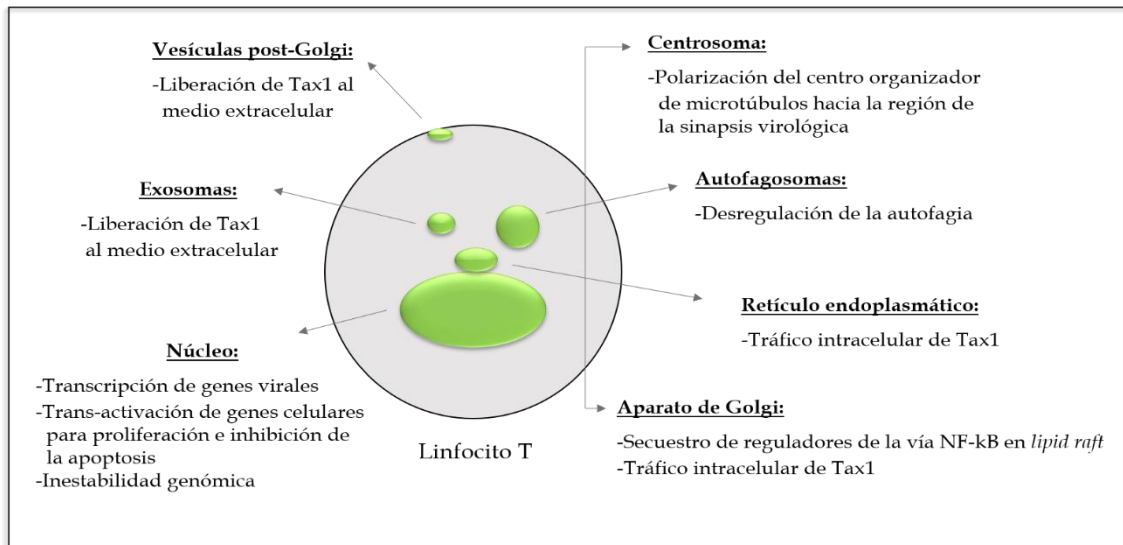 Vesículas post-Golgi:
-Liberación de Tax1 al
medio extracelular
Exosomas:
-Liberación de Tax1
al medio extracelular
Núcleo:
-Transcripción de genes virales
-Trans-activación de genes celulares
para proliferación e inhibición de
la apoptosis
-Inestabilidad genómica
Linfocito T
Centrosoma:
-Polarización del centro organizador
de microtúbulos hacia la región de
la sinapsis virológica
Autofagosomas:
-Desregulación de la autofagia
Retículo endoplasmático:
-Tráfico intracelular de Tax1
Aparato de Golgi:
-Secuestro de reguladores de la vía NF-kB en lipid raft
-Tráfico intracelular de Tax1